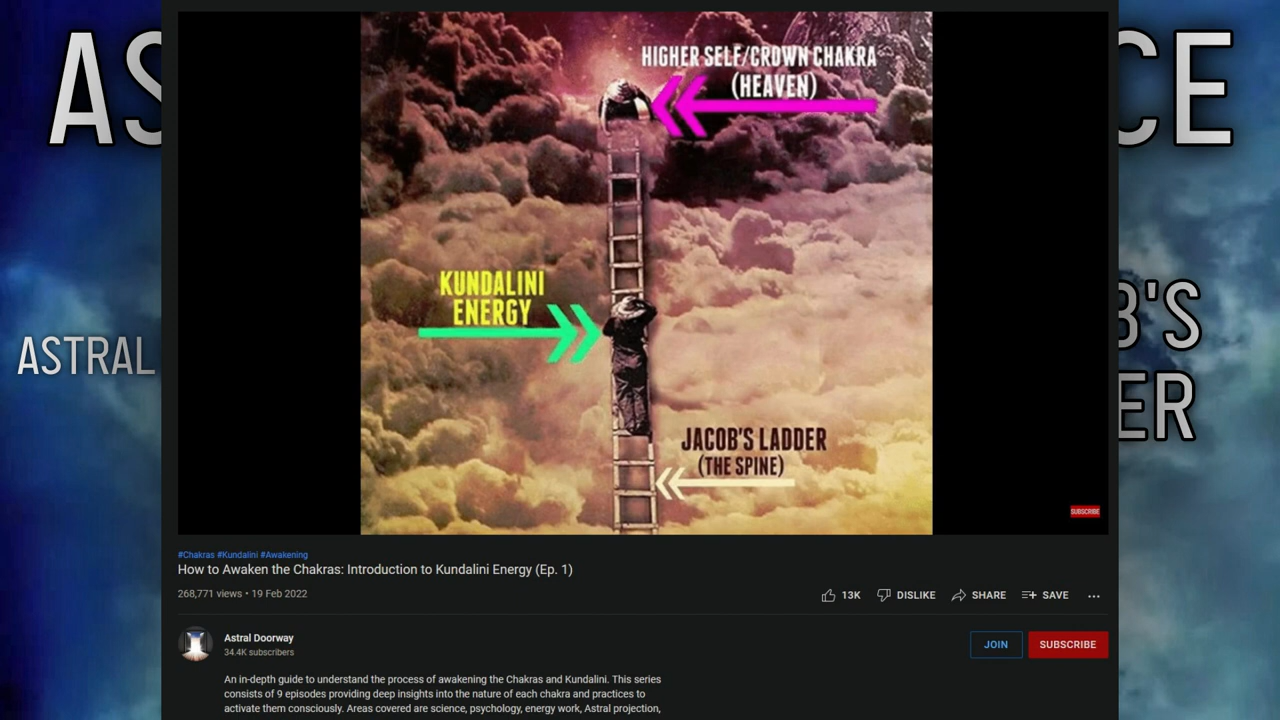 AS
CE
ASTRAL
B'S
ER
HIGHER SELF/CROWN CHAKRA
(HEAVEN)
KUNDALINI
ENERGY
JACOB'S LADDER
(THE SPINE)
SUBSCRIBE
#Chakras #Kundalini #Awakening
How to Awaken the Chakras: Introduction to Kundalini Energy (Ep. 1)
268,771 views • 19 Feb 2022
13K DISLIKE SHARE SAVE
Astral Doorway
34.4K subscribers
JOIN SUBSCRIBE
An in-depth guide to understand the process of awakening the Chakras and Kundalini. This series
consists of 9 episodes providing deep insights into the nature of each chakra and practices to
activate them consciously. Areas covered are science, psychology, energy work, Astral projection,